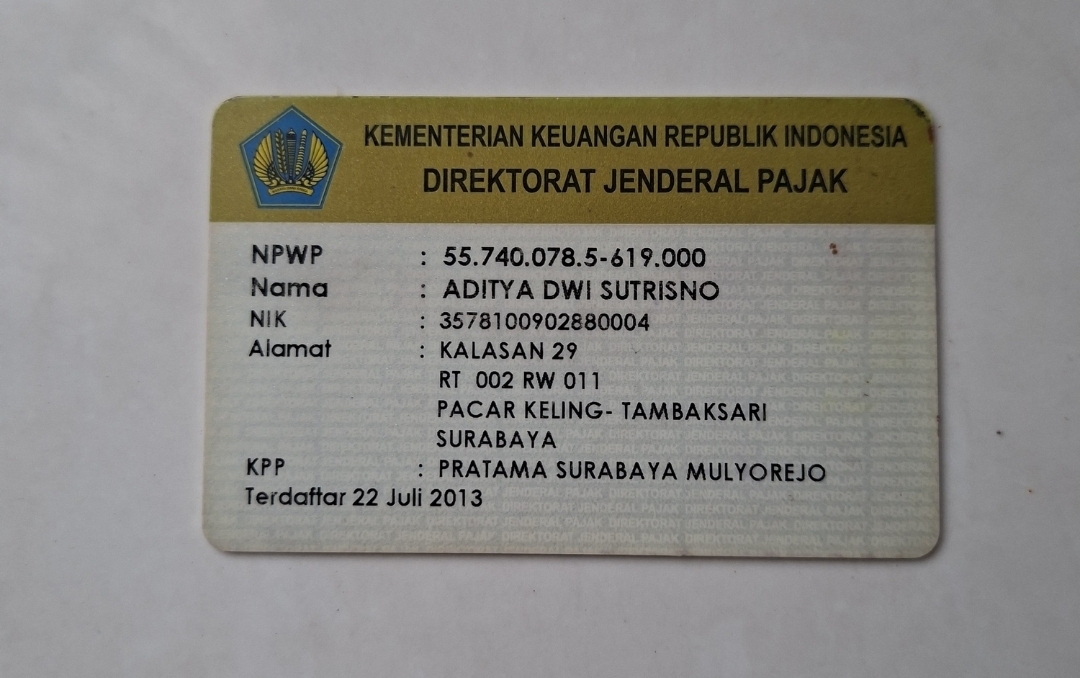 KEMENTERIAN KEUANGAN REPUBLIK INDONESIA
DIREKTORAT JENDERAL PAJAK
NPWP : 55.740.078.5-619.000
Nama : ADITYA DWI SUTRISNO
NIK : 3578100902880004
Alamat : KALASAN 29
RT 002 RW 011
PACAR KELING- TAMBAKSARI
SURABAYA
KPP : PRATAMA SURABAYA MULYOREJO
Terdaftar 22 Juli 2013